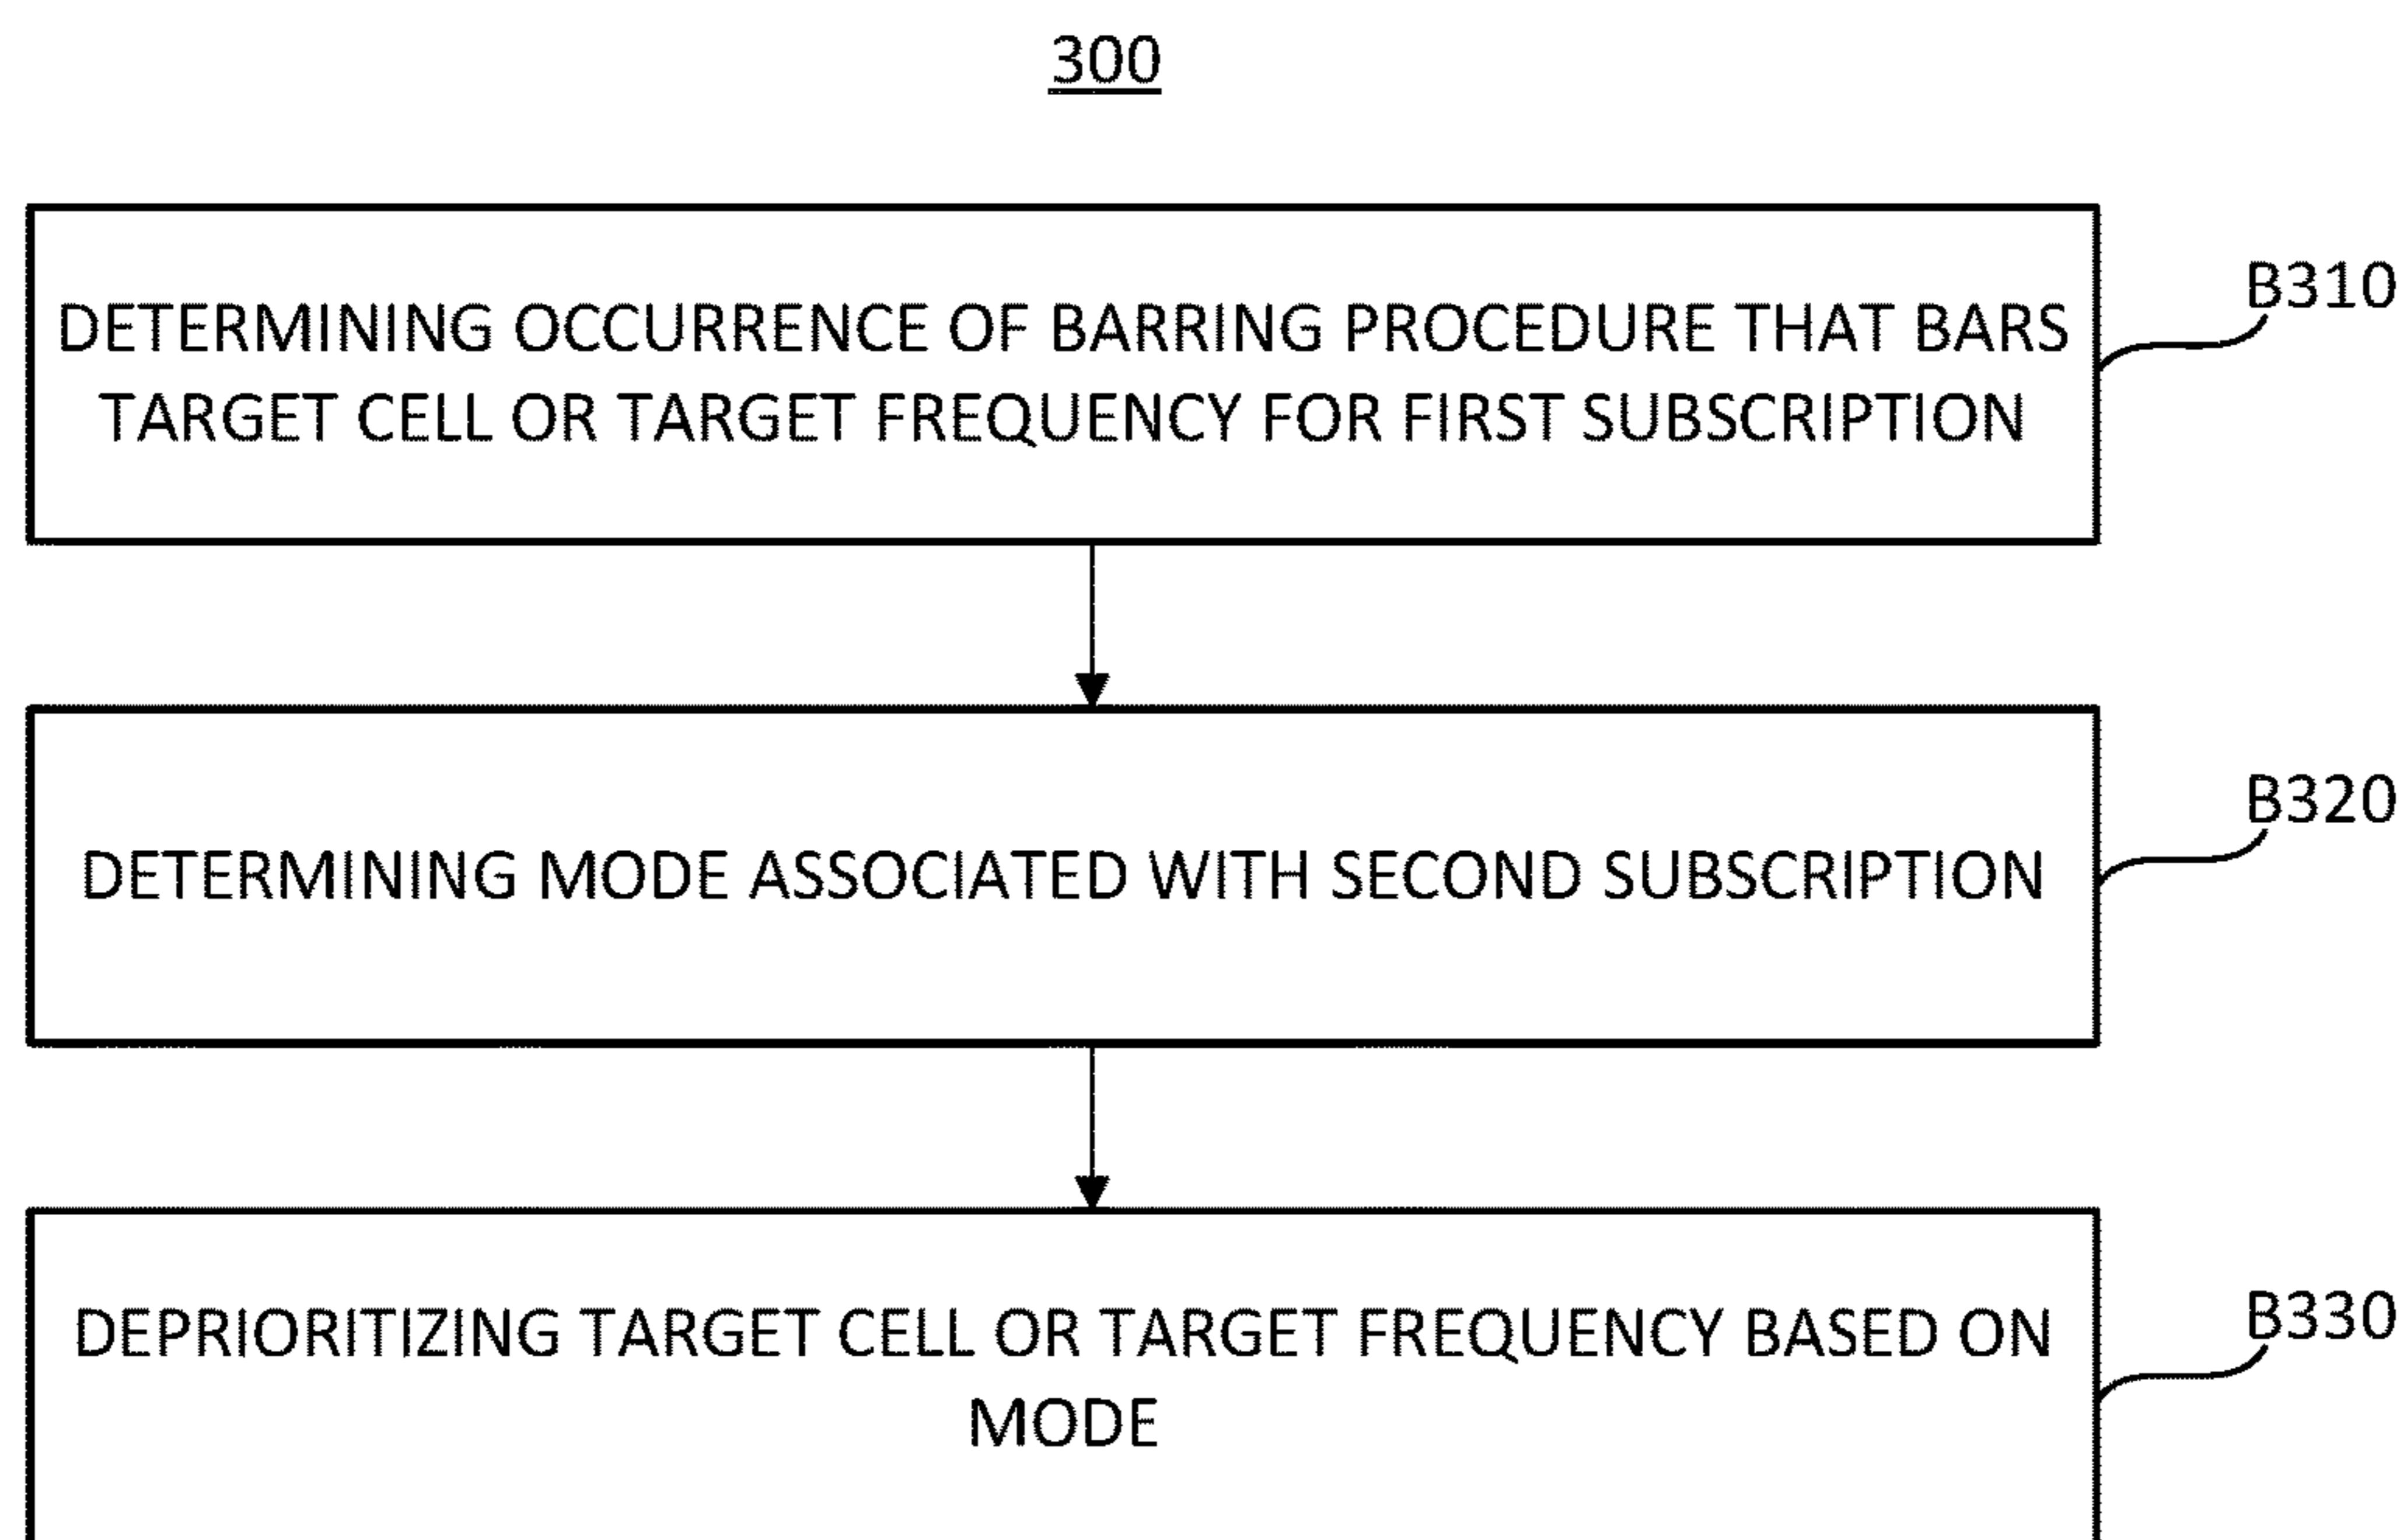 300
DETERMINING OCCURRENCE OF BARRING PROCEDURE THAT BARS
TARGET CELL OR TARGET FREQUENCY FOR FIRST SUBSCRIPTION
B310
DETERMINING MODE ASSOCIATED WITH SECOND SUBSCRIPTION
B320
DEPRIORITIZING TARGET CELL OR TARGET FREQUENCY BASED ON
MODE
B330